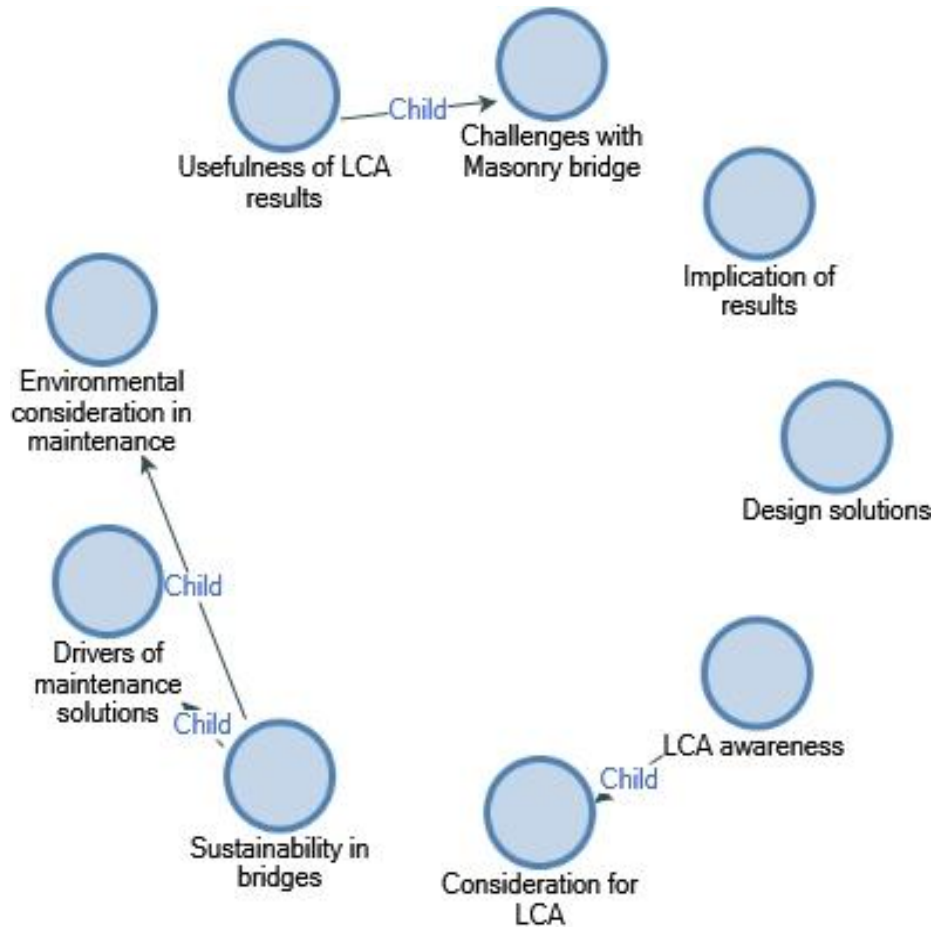 Child
Usefulness of LCA
results
Challenges with
Masonry bridge
Implication of
results
Environmental
consideration in
maintenance
Design solutions
Child
Drivers of
maintenance
solutions
Child
LCA awareness
Child
Sustainability in
bridges
Consideration for
LCA